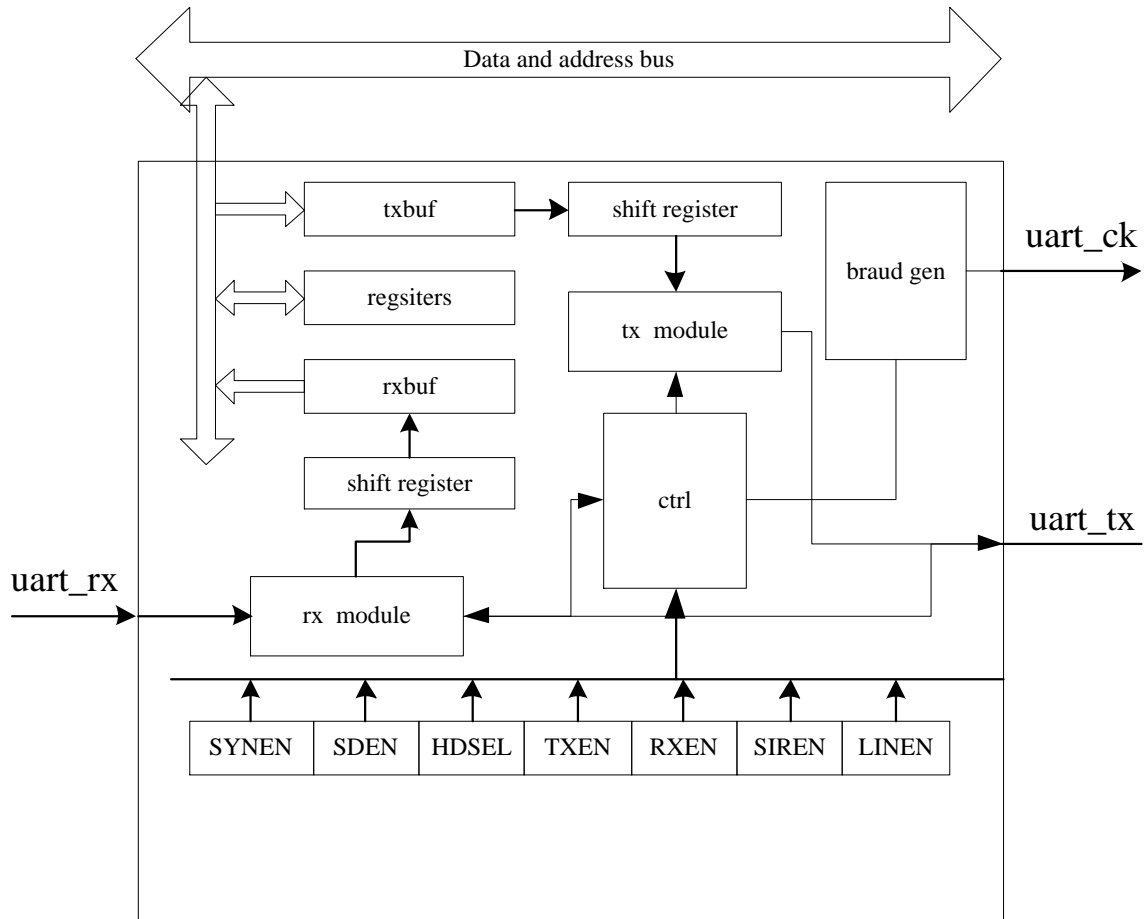 Data and address bus
txbuf
shift register
uart_ck
braud gen
regsiters
tx module
rxbuf
shift register
ctrl
uart_tx
uart_rx
rx module
SYNEN
SDEN
HDSEL
TXEN
RXEN
SIREN
LINEN